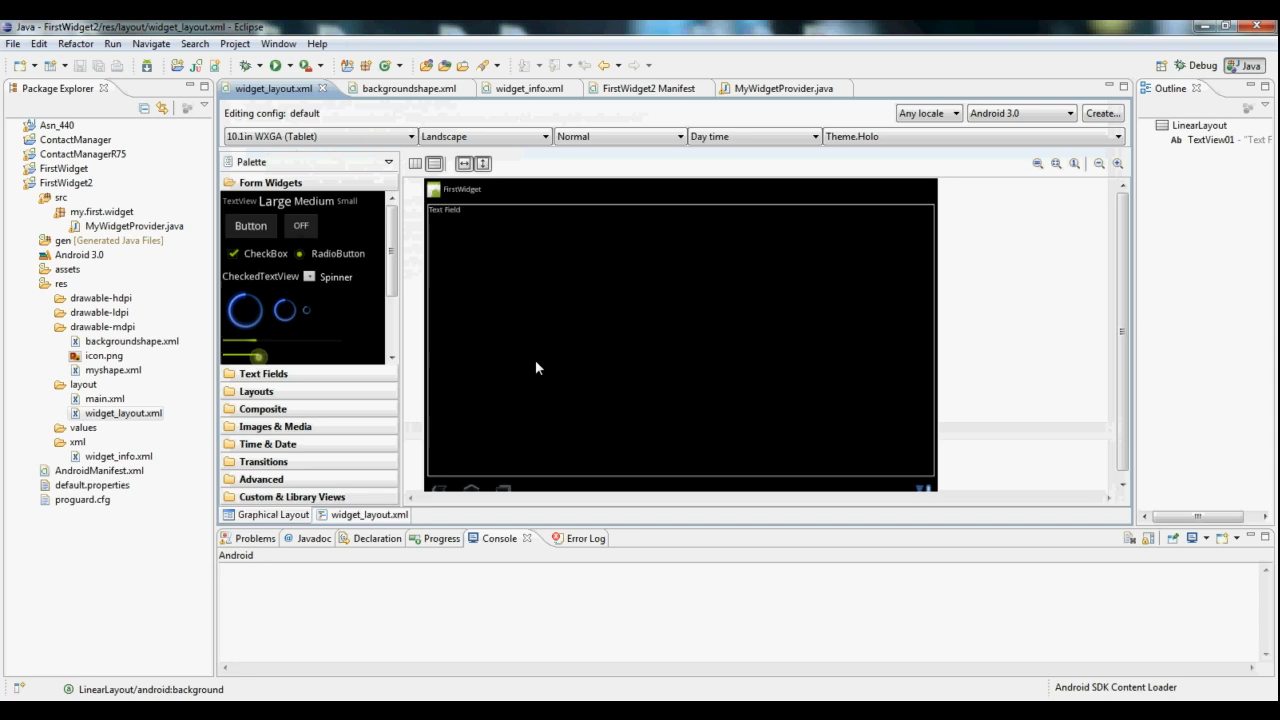 Java - FirstWidget2/res/layout/widget_layout.xml - Eclipse
File Edit Refactor Run Navigate Search Project Window Help
Debug Java
Package Explorer
widget_layout.xml backgroundshape.xml widget_info.xml FirstWidget2 Manifest MyWidgetProvider.java
Outline
Editing config: default
Any locale Android 3.0 Create...
10.1in WXGA (Tablet) Landscape Normal Day time Theme.Holo
Asn_440
ContactManager
ContactManagerR75
FirstWidget
FirstWidget2
src
my.first.widget
MyWidgetProvider.java
gen [Generated Java Files]
Android 3.0
assets
res
drawable-hdpi
drawable-ldpi
drawable-mdpi
backgroundshape.xml
icon.png
myshape.xml
layout
main.xml
widget_layout.xml
values
xml
widget_info.xml
AndroidManifest.xml
default.properties
proguard.cfg
Palette
Form Widgets
TextView Large Medium Small
Button OFF
CheckBox RadioButton
CheckedTextView Spinner
Text Fields
Layouts
Composite
Images & Media
Time & Date
Transitions
Advanced
Custom & Library Views
FirstWidget
Text Field
LinearLayout
Ab TextView01 - "Text F
Graphical Layout widget_layout.xml
Problems Javadoc Declaration Progress Console Error Log
Android
LinearLayout/android:background
Android SDK Content Loader